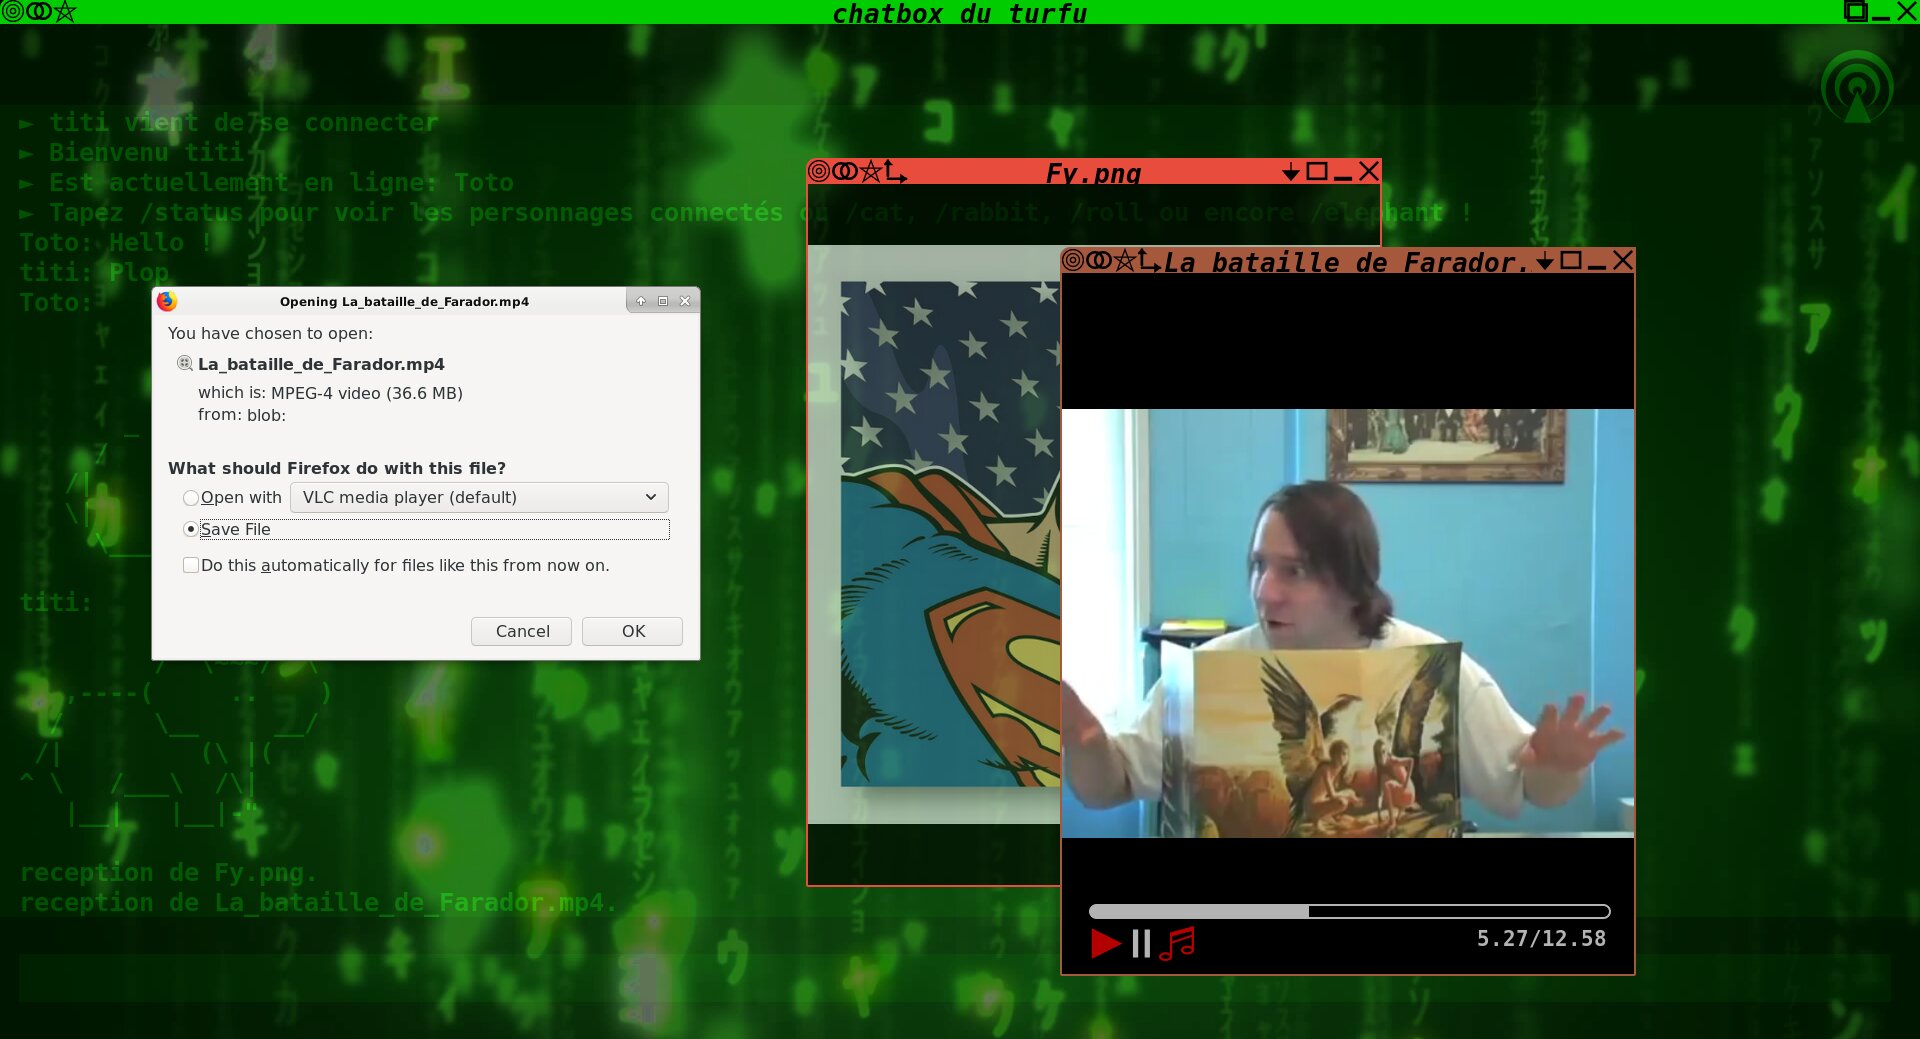 chatbox du turfu
► titi vient de se connecter
► Bienvenu titi
► Est actuellement en ligne: Toto
► Tapez /status pour voir les personnages connectés ou /cat, /rabbit, /roll ou encore /elephant !
Toto: Hello !
titi: Plop
Toto:
titi:
reception de Fy.png.
reception de La_bataille_de_Farador.mp4.
Opening La_bataille_de_Farador.mp4
You have chosen to open:
La_bataille_de_Farador.mp4
which is: MPEG-4 video (36.6 MB)
from: blob:
What should Firefox do with this file?
Open with VLC media player (default)
Save File
Do this automatically for files like this from now on.
Cancel OK
Fy.png
La bataille de Farador.
5.27/12.58